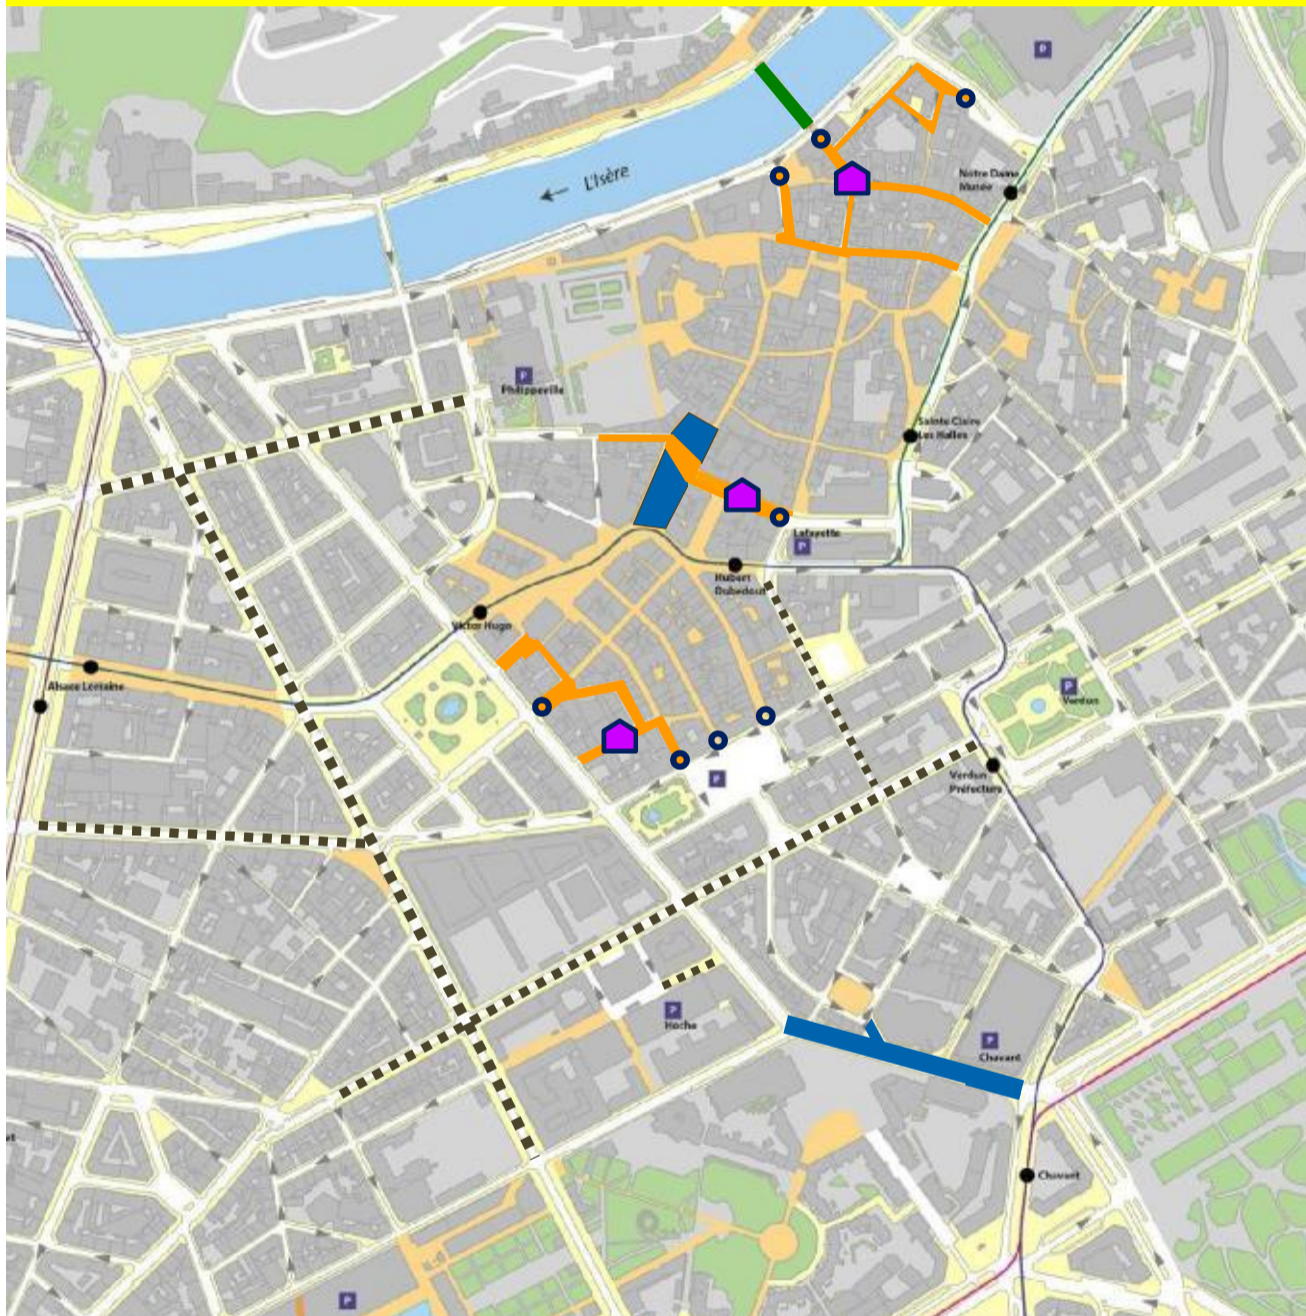 P
L'Isère
Notre Dame
Musée
P
Philippeville
Sainte Claire
Les Halles
Lafayette
P
Hubert
Dubedout
Victor Hugo
Alsace Lorraine
P
Verdun
P
Verdun
Préfecture
P
Hoche
P
Chavant
Chavant
P